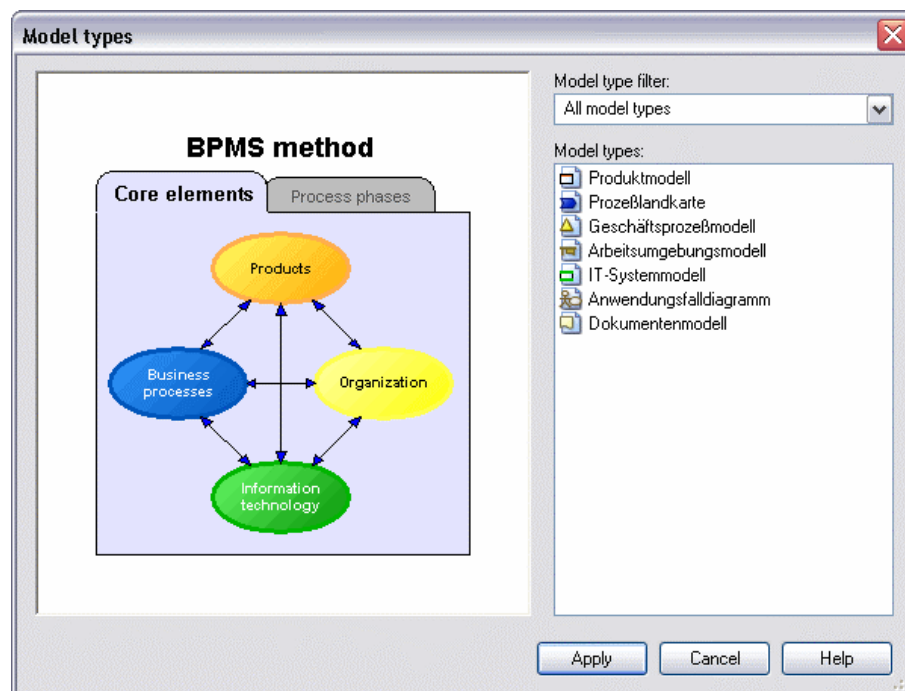 Model types
BPMS method
Core elements
Process phases
Products
Business
processes
Organization
Information
technology
Model type filter:
All model types
Model types:
Produktmodell
Prozeßlandkarte
Geschäftsprozeßmodell
Arbeitsumgebungsmodell
IT-Systemmodell
Anwendungsfalldiagramm
Dokumentenmodell
Apply
Cancel
Help